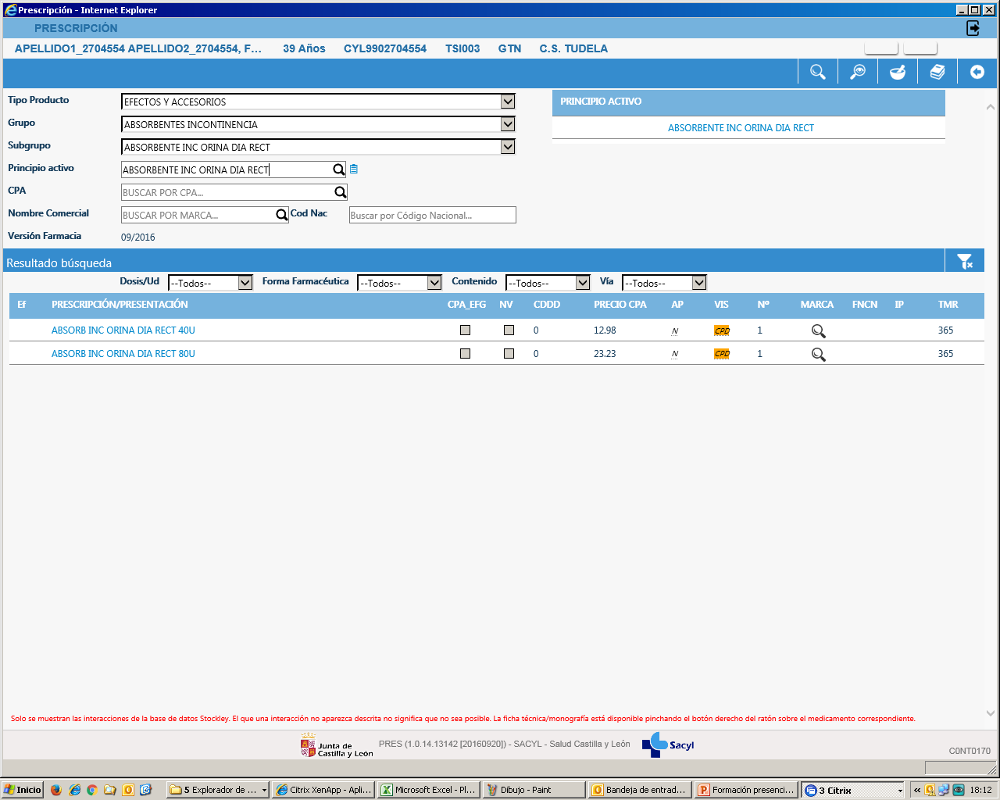 Prescripción - Internet Explorer
PRESCRIPCIÓN
APELLIDO1_2704554 APELLIDO2_2704554, F... 39 Años CYL9902704554 TSI003 GTN C.S. TUDELA
Tipo Producto EFECTOS Y ACCESORIOS
PRINCIPIO ACTIVO
Grupo ABSORBENTES INCONTINENCIA
ABSORBENTE INC ORINA DIA RECT
Subgrupo ABSORBENTE INC ORINA DIA RECT
Principio activo ABSORBENTE INC ORINA DIA RECT
CPA BUSCAR POR CPA...
Nombre Comercial BUSCAR POR MARCA... Cod Nac Buscar por Código Nacional...
Versión Farmacia 09/2016
Resultado búsqueda
Dosis/Ud --Todos-- Forma Farmacéutica --Todos-- Contenido --Todos-- Vía --Todos--
Ef PRESCRIPCIÓN/PRESENTACIÓN CPA_EFG NV CDDD PRECIO CPA AP VIS Nº MARCA FNCN IP TMR
ABSORB INC ORINA DIA RECT 40U 0 12.98 N CPD 1 365
ABSORB INC ORINA DIA RECT 80U 0 23.23 N CPD 1 365
Solo se muestran las interacciones de la base de datos Stockley. El que una interacción no aparezca descrita no significa que no sea posible. La ficha técnica/monografía está disponible pinchando el botón derecho del ratón sobre el medicamento correspondiente.
Junta de
Castilla y León
PRES (1.0.14.13142 [20160920]) - SACYL - Salud Castilla y León
Sacyl
C0NT0170
Inicio 5 Explorador de ... Citrix XenApp - Apli... Microsoft Excel - Pl... Dibujo - Paint Bandeja de entrad... Formación presenci... 3 Citrix « 18:12